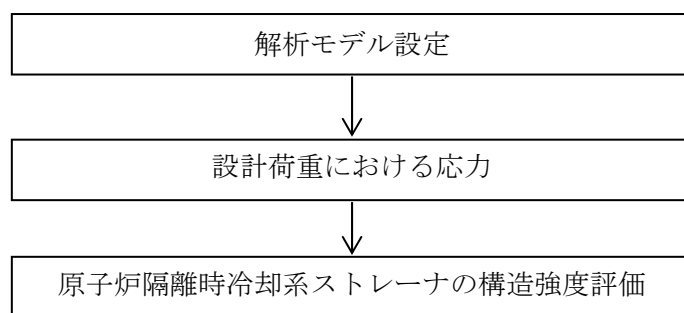 解析モデル設定
設計荷重における応力
原子炉隔離時冷却系ストレーナの構造強度評価